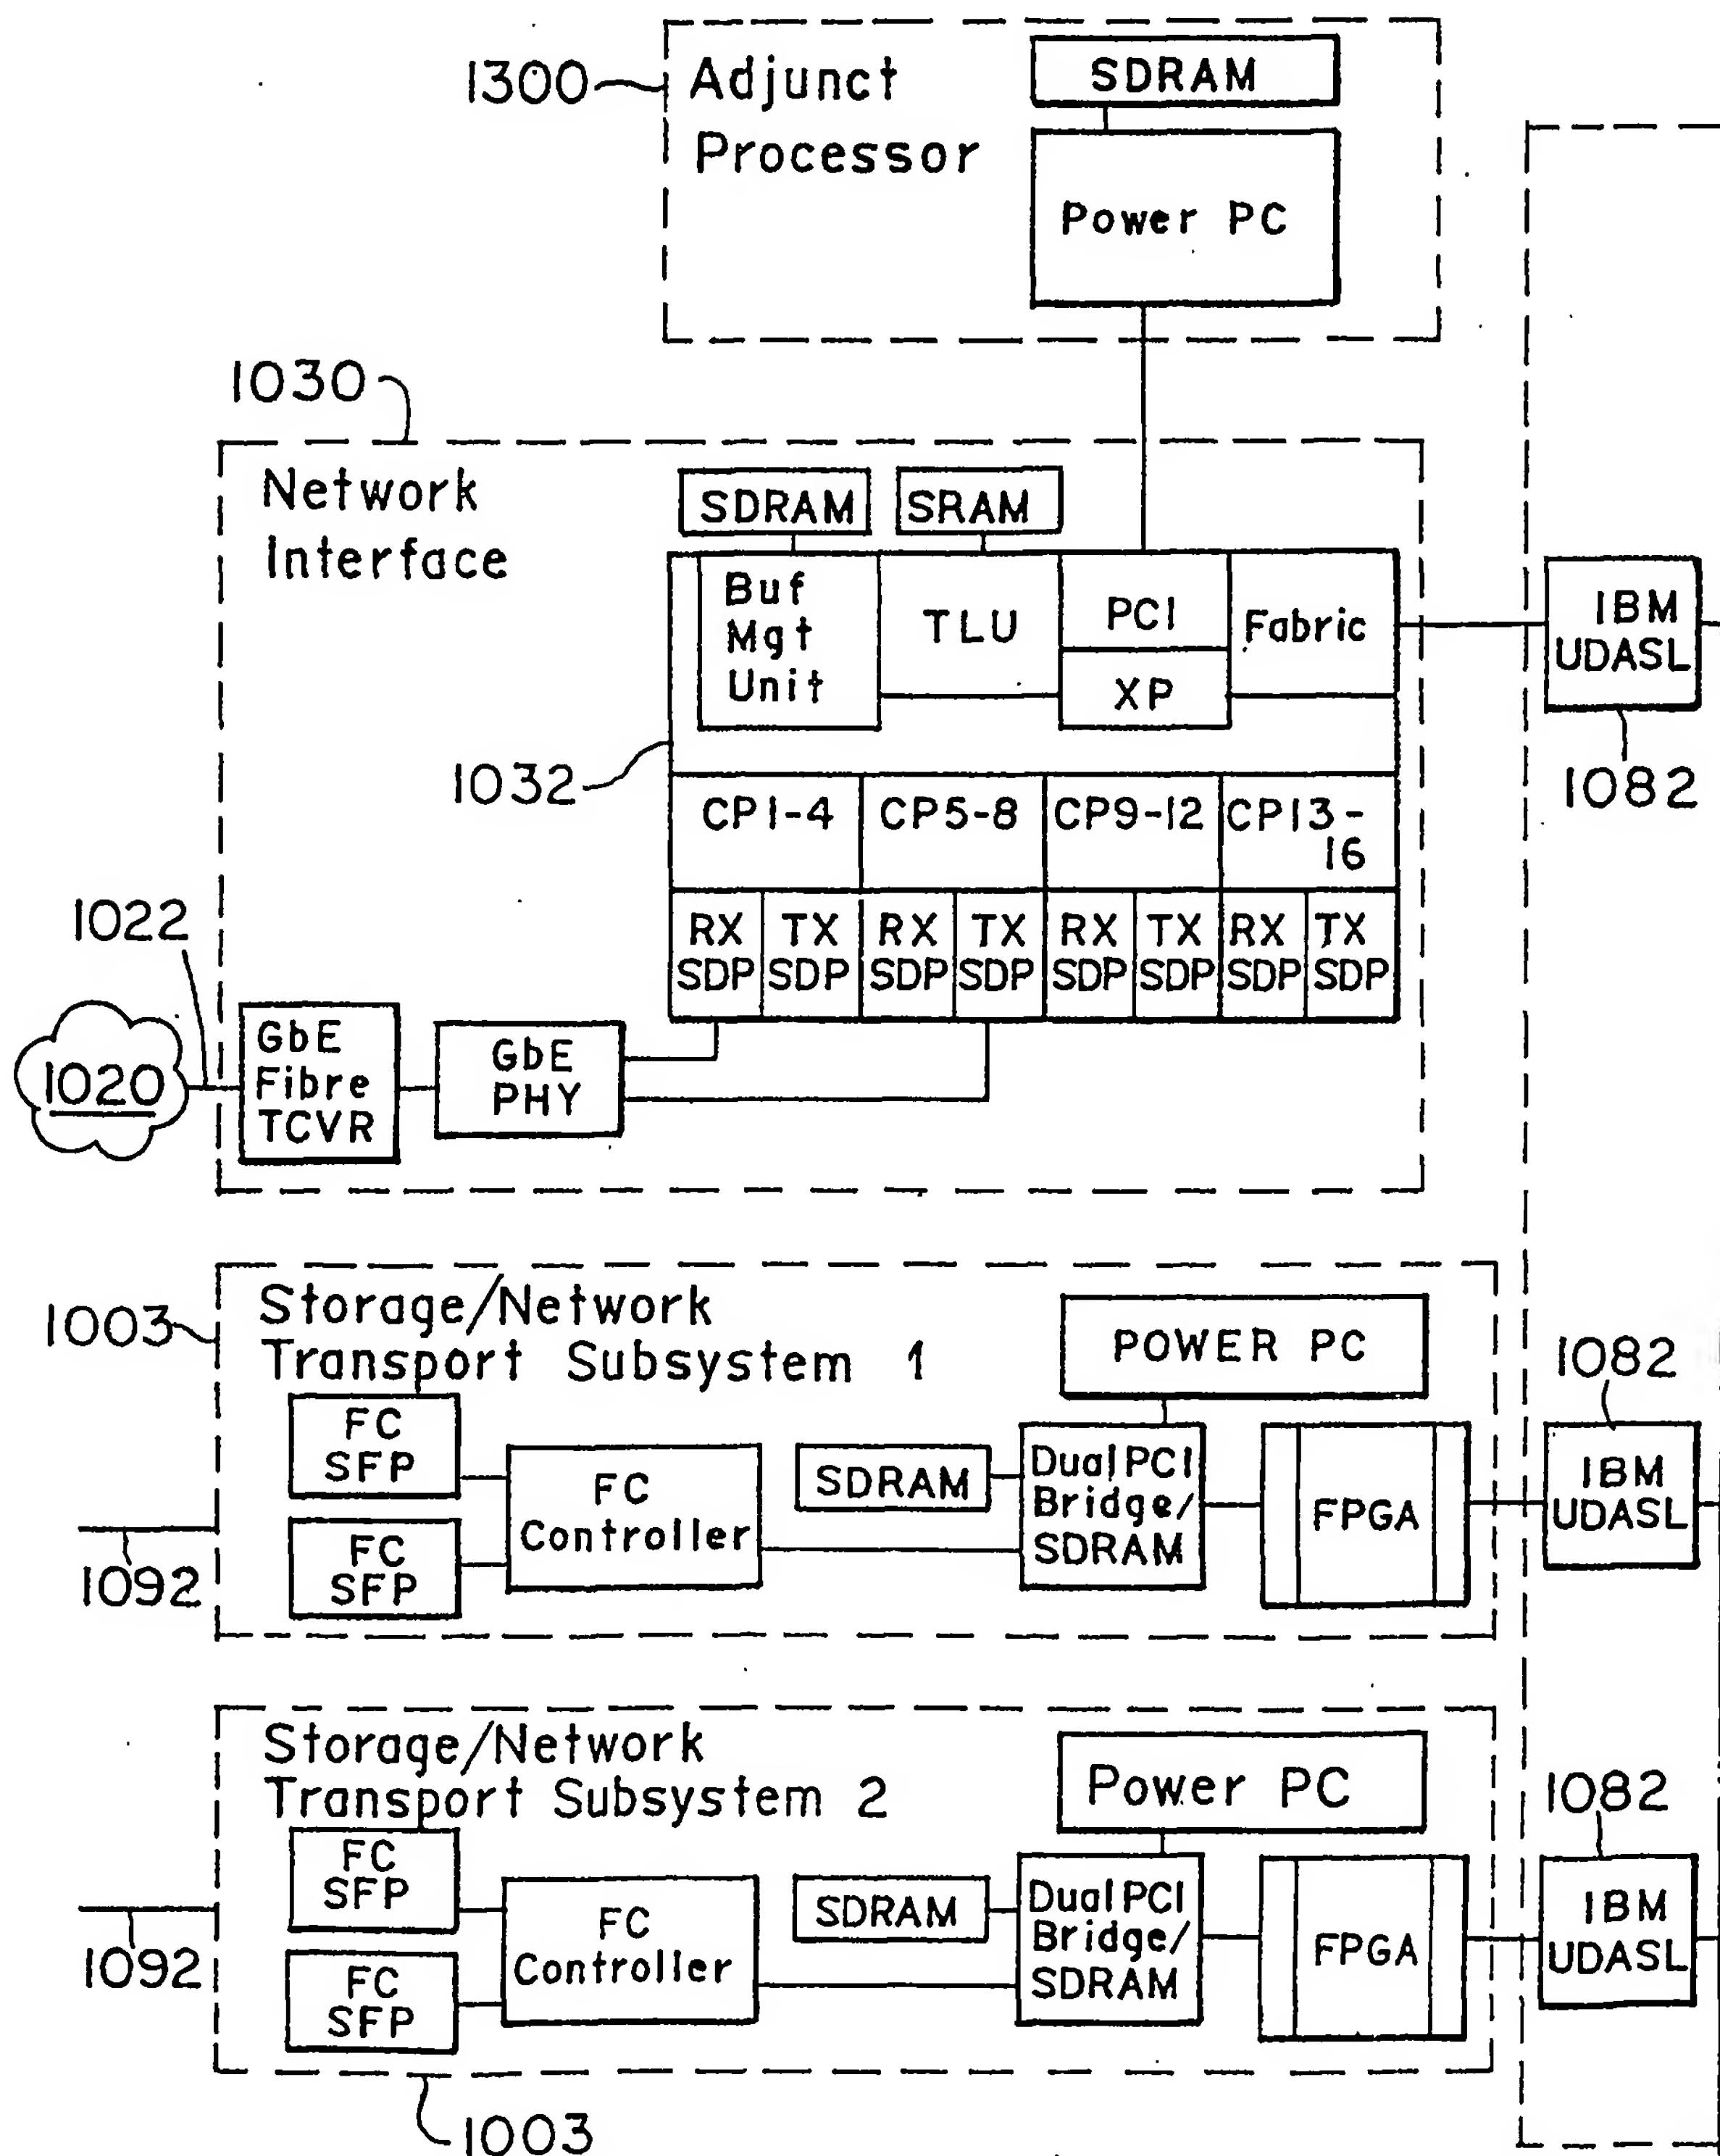 1300
Adjunct
Processor
SDRAM
Power PC
1030
Network
Interface
SDRAM
SRAM
Buf
Mgt
Unit
TLU
PCI
XP
Fabric
IBM
UDASL
1082
1032
CP1-4
CP5-8
CP9-12
CP13-
16
RX
SDP
TX
SDP
RX
SDP
TX
SDP
RX
SDP
TX
SDP
RX
SDP
TX
SDP
1022
1020
GbE
Fibre
TCVR
GbE
PHY
1003
Storage/Network
Transport Subsystem 1
POWER PC
FC
SFP
FC
SFP
FC
Controller
SDRAM
Dual PCI
Bridge/
SDRAM
FPGA
1082
IBM
UDASL
1092
Storage/Network
Transport Subsystem 2
Power PC
FC
SFP
FC
SFP
FC
Controller
SDRAM
Dual PCI
Bridge/
SDRAM
FPGA
1082
IBM
UDASL
1092
1003